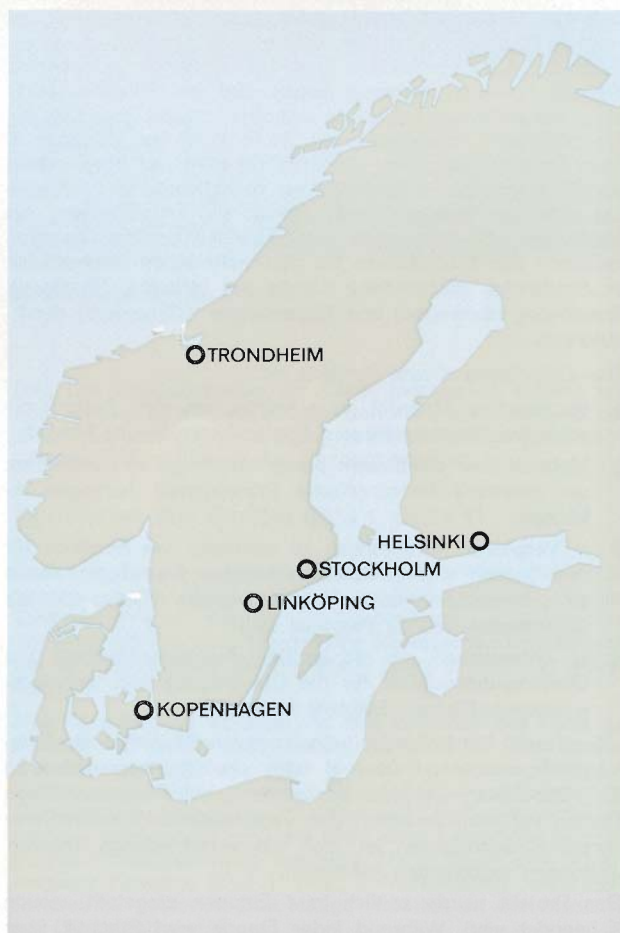 TRONDHEIM
HELSINKI
STOCKHOLM
LINKÖPING
KOPENHAGEN